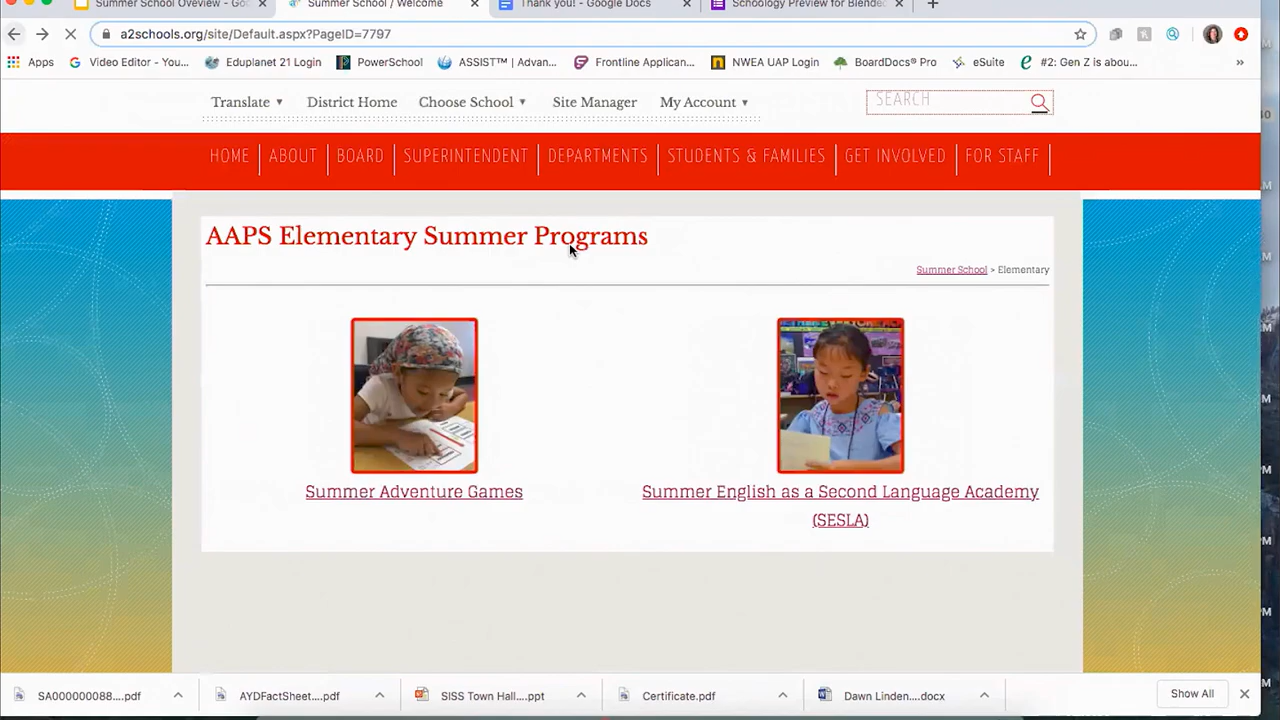 Summer School Oveview - Goo
Summer School / Welcome
Thank you! - Google Docs
Schoology Preview for Blende
a2schools.org/site/Default.aspx?PageID=7797
Apps
Video Editor - You...
Eduplanet 21 Login
PowerSchool
ASSIST™ | Advan...
Frontline Applican...
NWEA UAP Login
BoardDocs® Pro
eSuite
#2: Gen Z is abou...
Translate
District Home
Choose School
Site Manager
My Account
SEARCH
HOME
ABOUT
BOARD
SUPERINTENDENT
DEPARTMENTS
STUDENTS & FAMILIES
GET INVOLVED
FOR STAFF
AAPS Elementary Summer Programs
Summer School > Elementary
Summer Adventure Games
Summer English as a Second Language Academy
(SESLA)
SA000000088....pdf
AYDFactSheet....pdf
SISS Town Hall....ppt
Certificate.pdf
Dawn Linden....docx
Show All